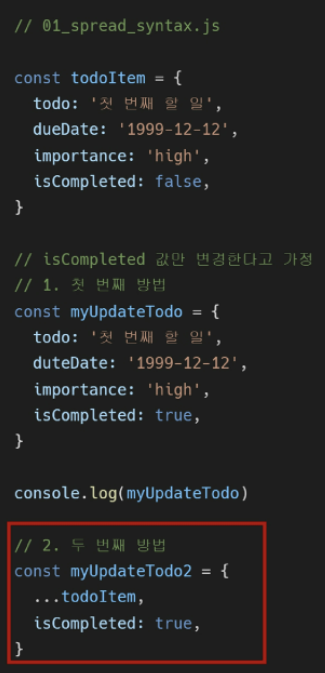 // 01_spread_syntax.js
const todoItem = {
todo: '첫 번째 할 일',
dueDate: '1999-12-12',
importance: 'high',
isCompleted: false,
}
// isCompleted 값만 변경한다고 가정
// 1. 첫 번째 방법
const myUpdateTodo = {
todo: '첫 번째 할 일',
duteDate: '1999-12-12',
importance: 'high',
isCompleted: true,
}
console.log(myUpdateTodo)
// 2. 두 번째 방법
const myUpdateTodo2 = {
...todoItem,
isCompleted: true,
}